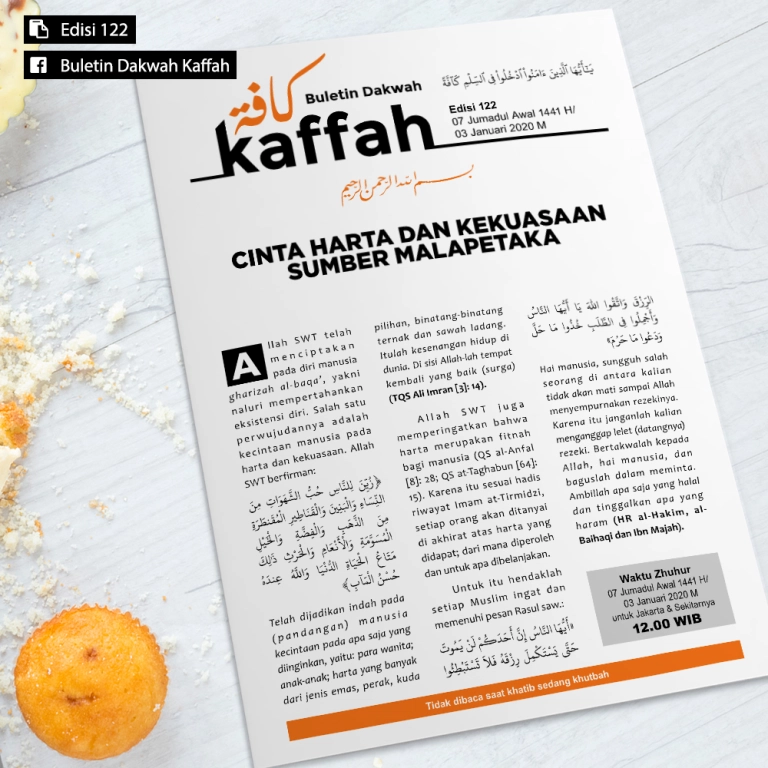 Edisi 122
Buletin Dakwah Kaffah
كافة
Buletin Dakwah
kaffah
يَـٰٓأَيُّهَا ٱلَّذِينَ ءَامَنُوا۟ ٱدْخُلُوا۟ فِى ٱلسِّلْمِ كَآفَّةً
Edisi 122
07 Jumadul Awal 1441 H/
03 Januari 2020 M
بسم الله الرحمن الرحيم
CINTA HARTA DAN KEKUASAAN
SUMBER MALAPETAKA
Allah SWT telah
menciptakan
pada diri manusia
gharizah al-baqa', yakni
naluri mempertahankan
eksistensi diri. Salah satu
perwujudannya adalah
kecintaan manusia pada
harta dan kekuasaan. Allah
SWT berfirman:
﴿زُيِّنَ لِلنَّاسِ حُبُّ الشَّهَوَاتِ مِنَ
النِّسَاءِ وَالْبَنِينَ وَالْقَنَاطِيرِ الْمُقَنْطَرَةِ
مِنَ الذَّهَبِ وَالْفِضَّةِ وَالْخَيْلِ
الْمُسَوَّمَةِ وَالْأَنْعَامِ وَالْحَرْثِ ذَلِكَ
مَتَاعُ الْحَيَاةِ الدُّنْيَا وَاللَّهُ عِنْدَهُ
حُسْنُ الْمَآبِ﴾
Telah dijadikan indah pada
(pandangan) manusia
kecintaan pada apa saja yang
diinginkan, yaitu: para wanita;
anak-anak; harta yang banyak
dari jenis emas, perak, kuda
pilihan, binatang-binatang
ternak dan sawah ladang.
Itulah kesenangan hidup di
dunia. Di sisi Allah-lah tempat
kembali yang baik (surga)
(TQS Ali Imran [3]: 14).
Allah SWT juga
memperingatkan bahwa
harta merupakan fitnah
bagi manusia (QS al-Anfal
[8]: 28; QS at-Taghabun [64]:
15). Karena itu sesuai hadis
riwayat Imam at-Tirmidzi,
setiap orang akan ditanyai
di akhirat atas harta yang
didapat; dari mana diperoleh
dan untuk apa dibelanjakan.
Untuk itu hendaklah
setiap Muslim ingat dan
memenuhi pesan Rasul saw.:
«أَيُّهَا النَّاسُ إِنَّ أَحَدَكُمْ لَنْ يَمُوتَ
حَتَّى يَسْتَكْمِلَ رِزْقَهُ فَلَا تَسْتَبْطِئُوا
الرِّزْقَ وَاتَّقُوا اللهَ يَا أَيُّهَا النَّاسُ
وَأَجْمِلُوا فِي الطَّلَبِ خُذُوا مَا حَلَّ
وَدَعُوا مَا حَرُمَ»
Hai manusia, sungguh salah
seorang di antara kalian
tidak akan mati sampai Allah
menyempurnakan rezekinya.
Karena itu janganlah kalian
menganggap lelet (datangnya)
rezeki. Bertakwalah kepada
Allah, hai manusia, dan
baguslah dalam meminta.
Ambillah apa saja yang halal
dan tinggalkan apa yang
haram (HR al-Hakim, al-
Baihaqi dan Ibn Majah).
Waktu Zhuhur
07 Jumadul Awal 1441 H/
03 Januari 2020 M
untuk Jakarta & Sekitarnya
12.00 WIB
Tidak dibaca saat khatib sedang khutbah